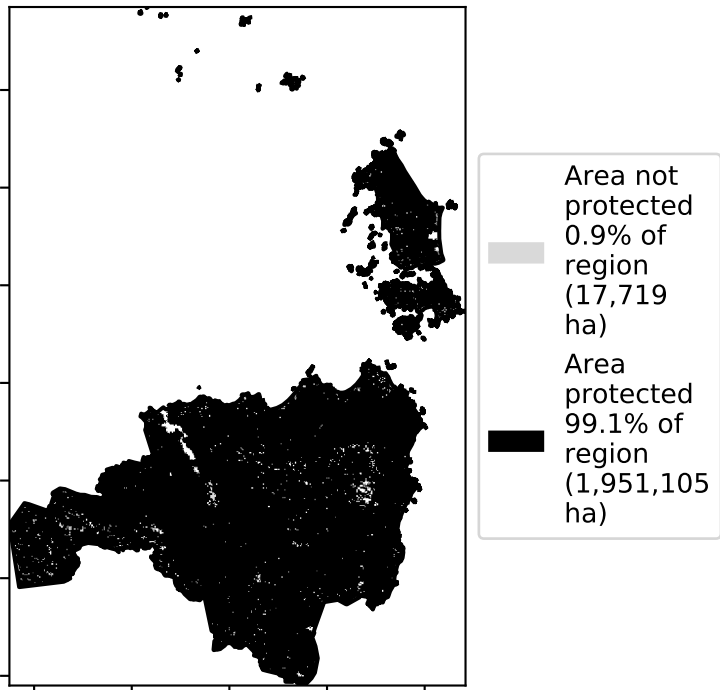 Area not
protected
0.9% of
region
(17,719
ha)
Area
protected
99.1% of
region
(1,951,105
ha)